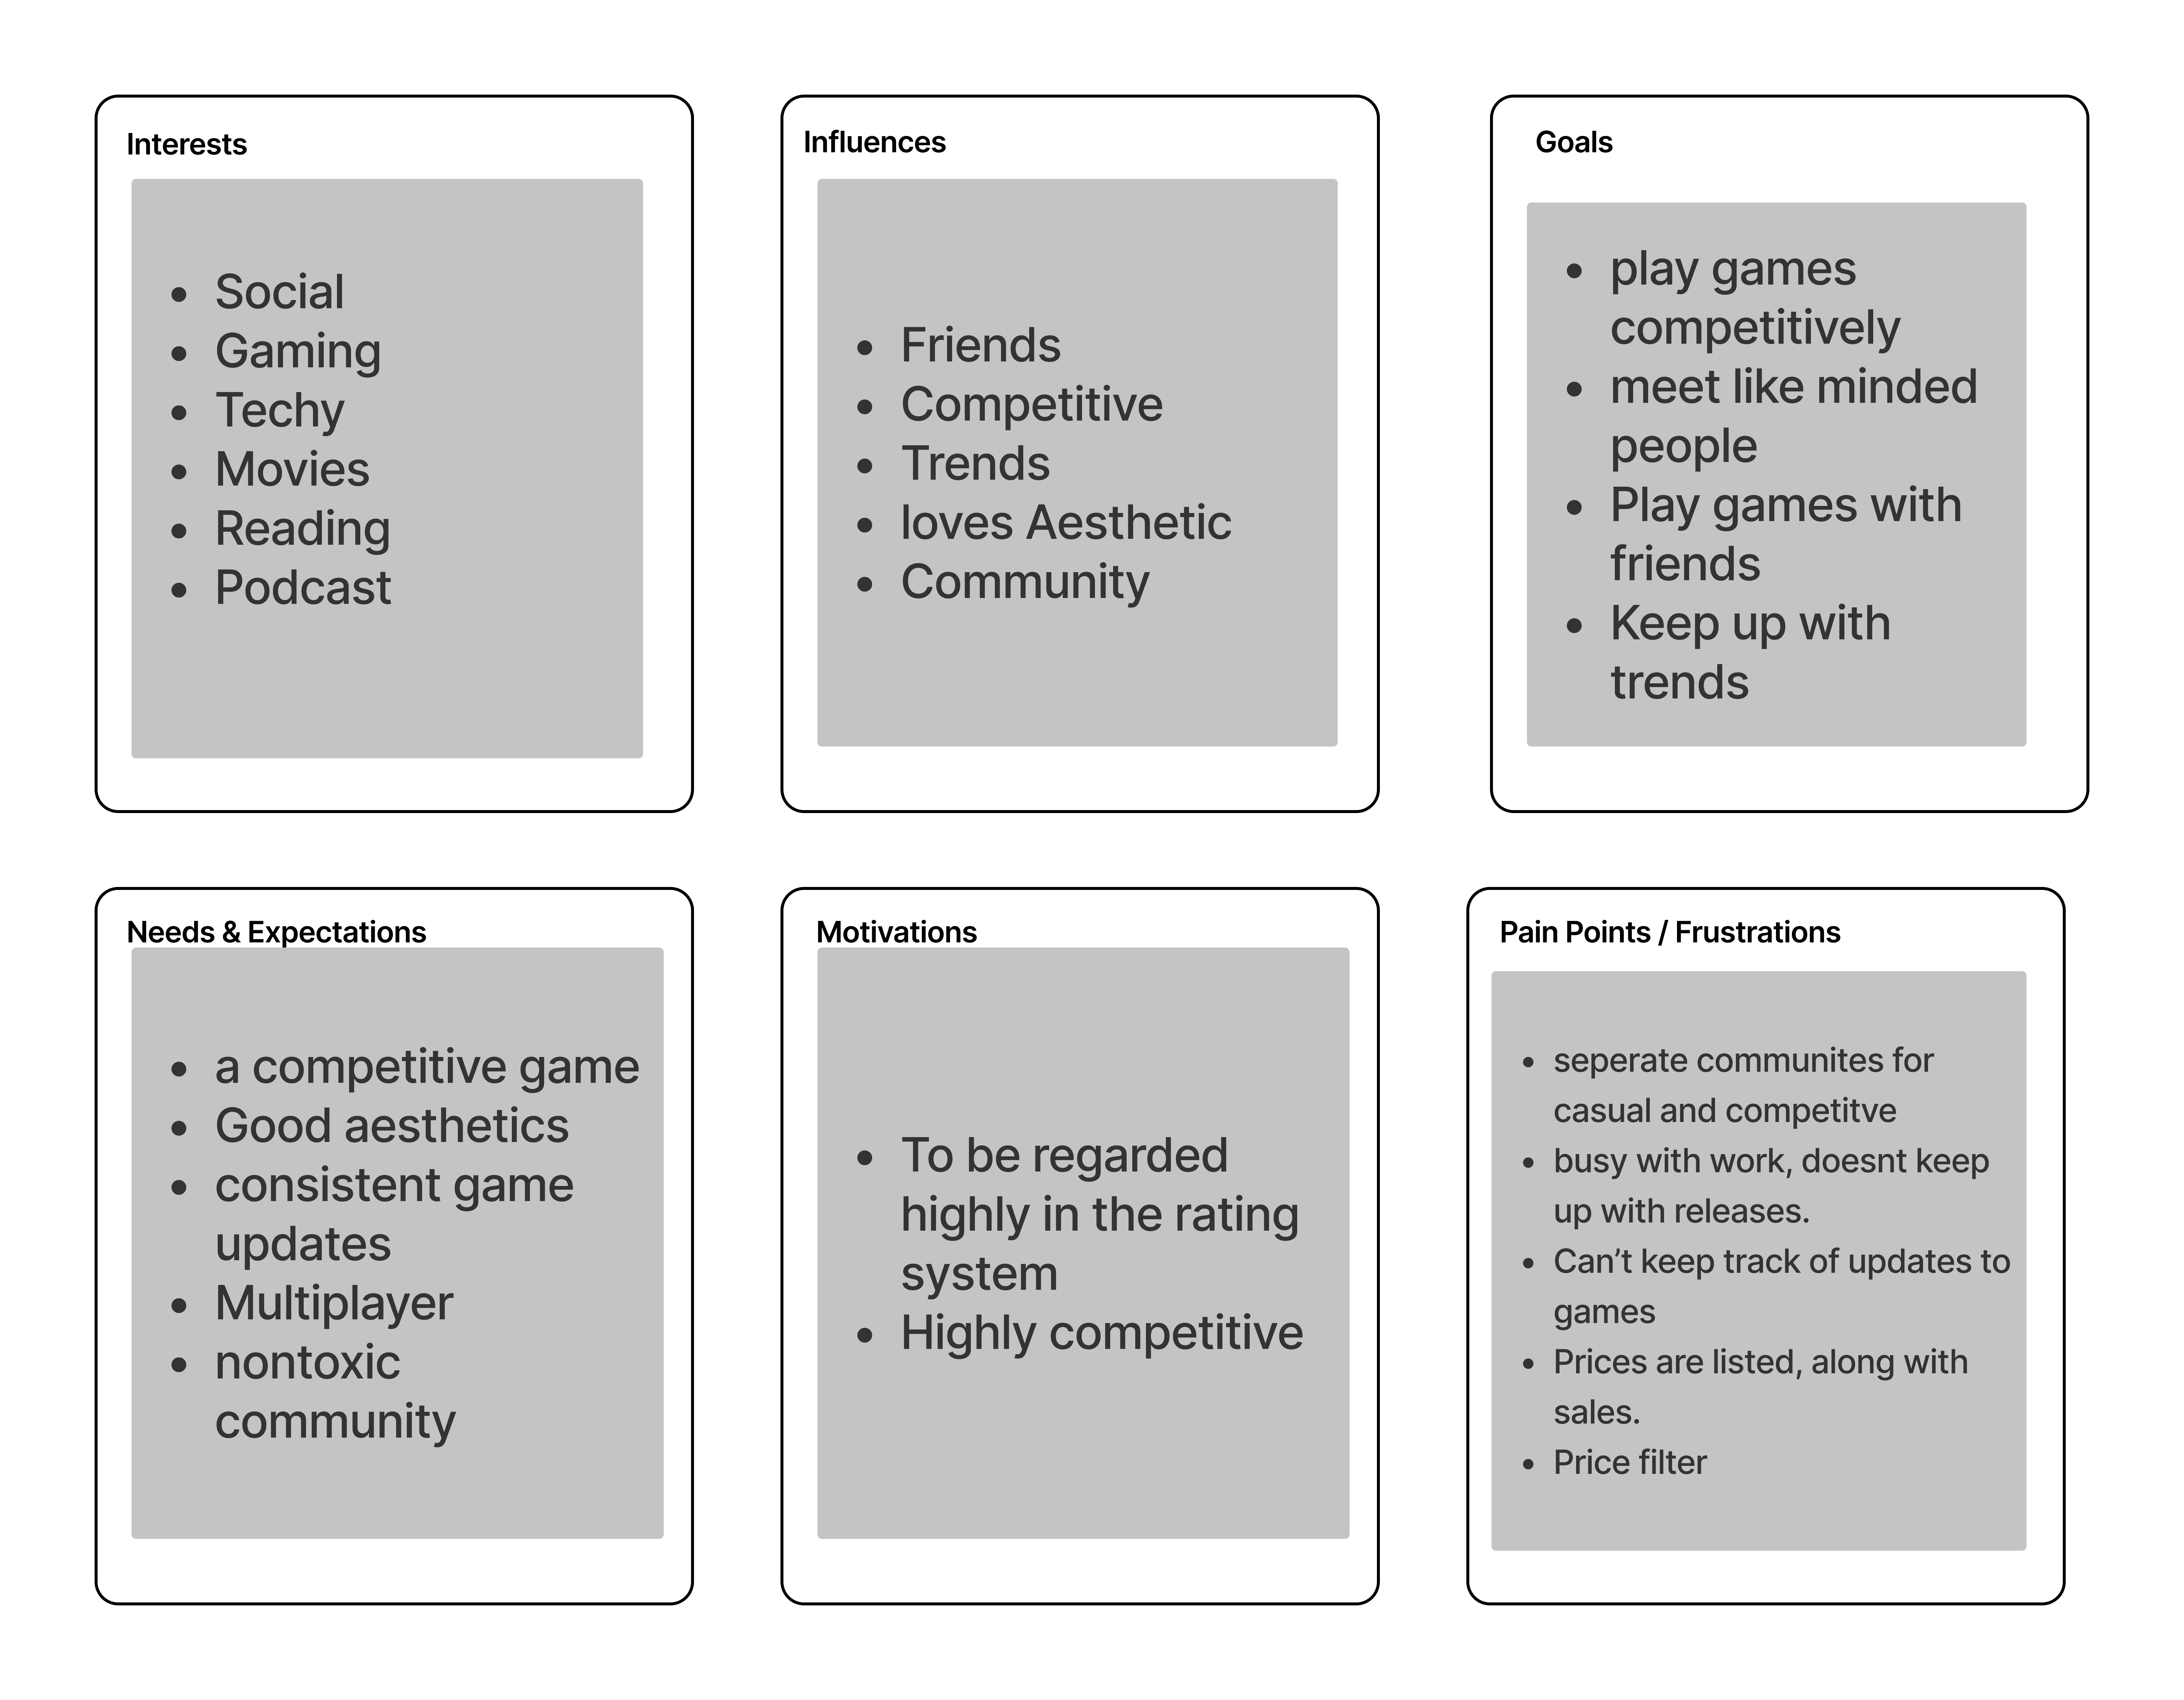 Interests
• Social
• Gaming
• Techy
• Movies
• Reading
• Podcast
Influences
• Friends
• Competitive
• Trends
• loves Aesthetic
• Community
Goals
• play games
competitively
• meet like minded
people
• Play games with
friends
• Keep up with
trends
Needs & Expectations
• a competitive game
• Good aesthetics
• consistent game
updates
• Multiplayer
• nontoxic
community
Motivations
• To be regarded
highly in the rating
system
• Highly competitive
Pain Points / Frustrations
• seperate communites for
casual and competitve
• busy with work, doesnt keep
up with releases.
• Can’t keep track of updates to
games
• Prices are listed, along with
sales.
• Price filter